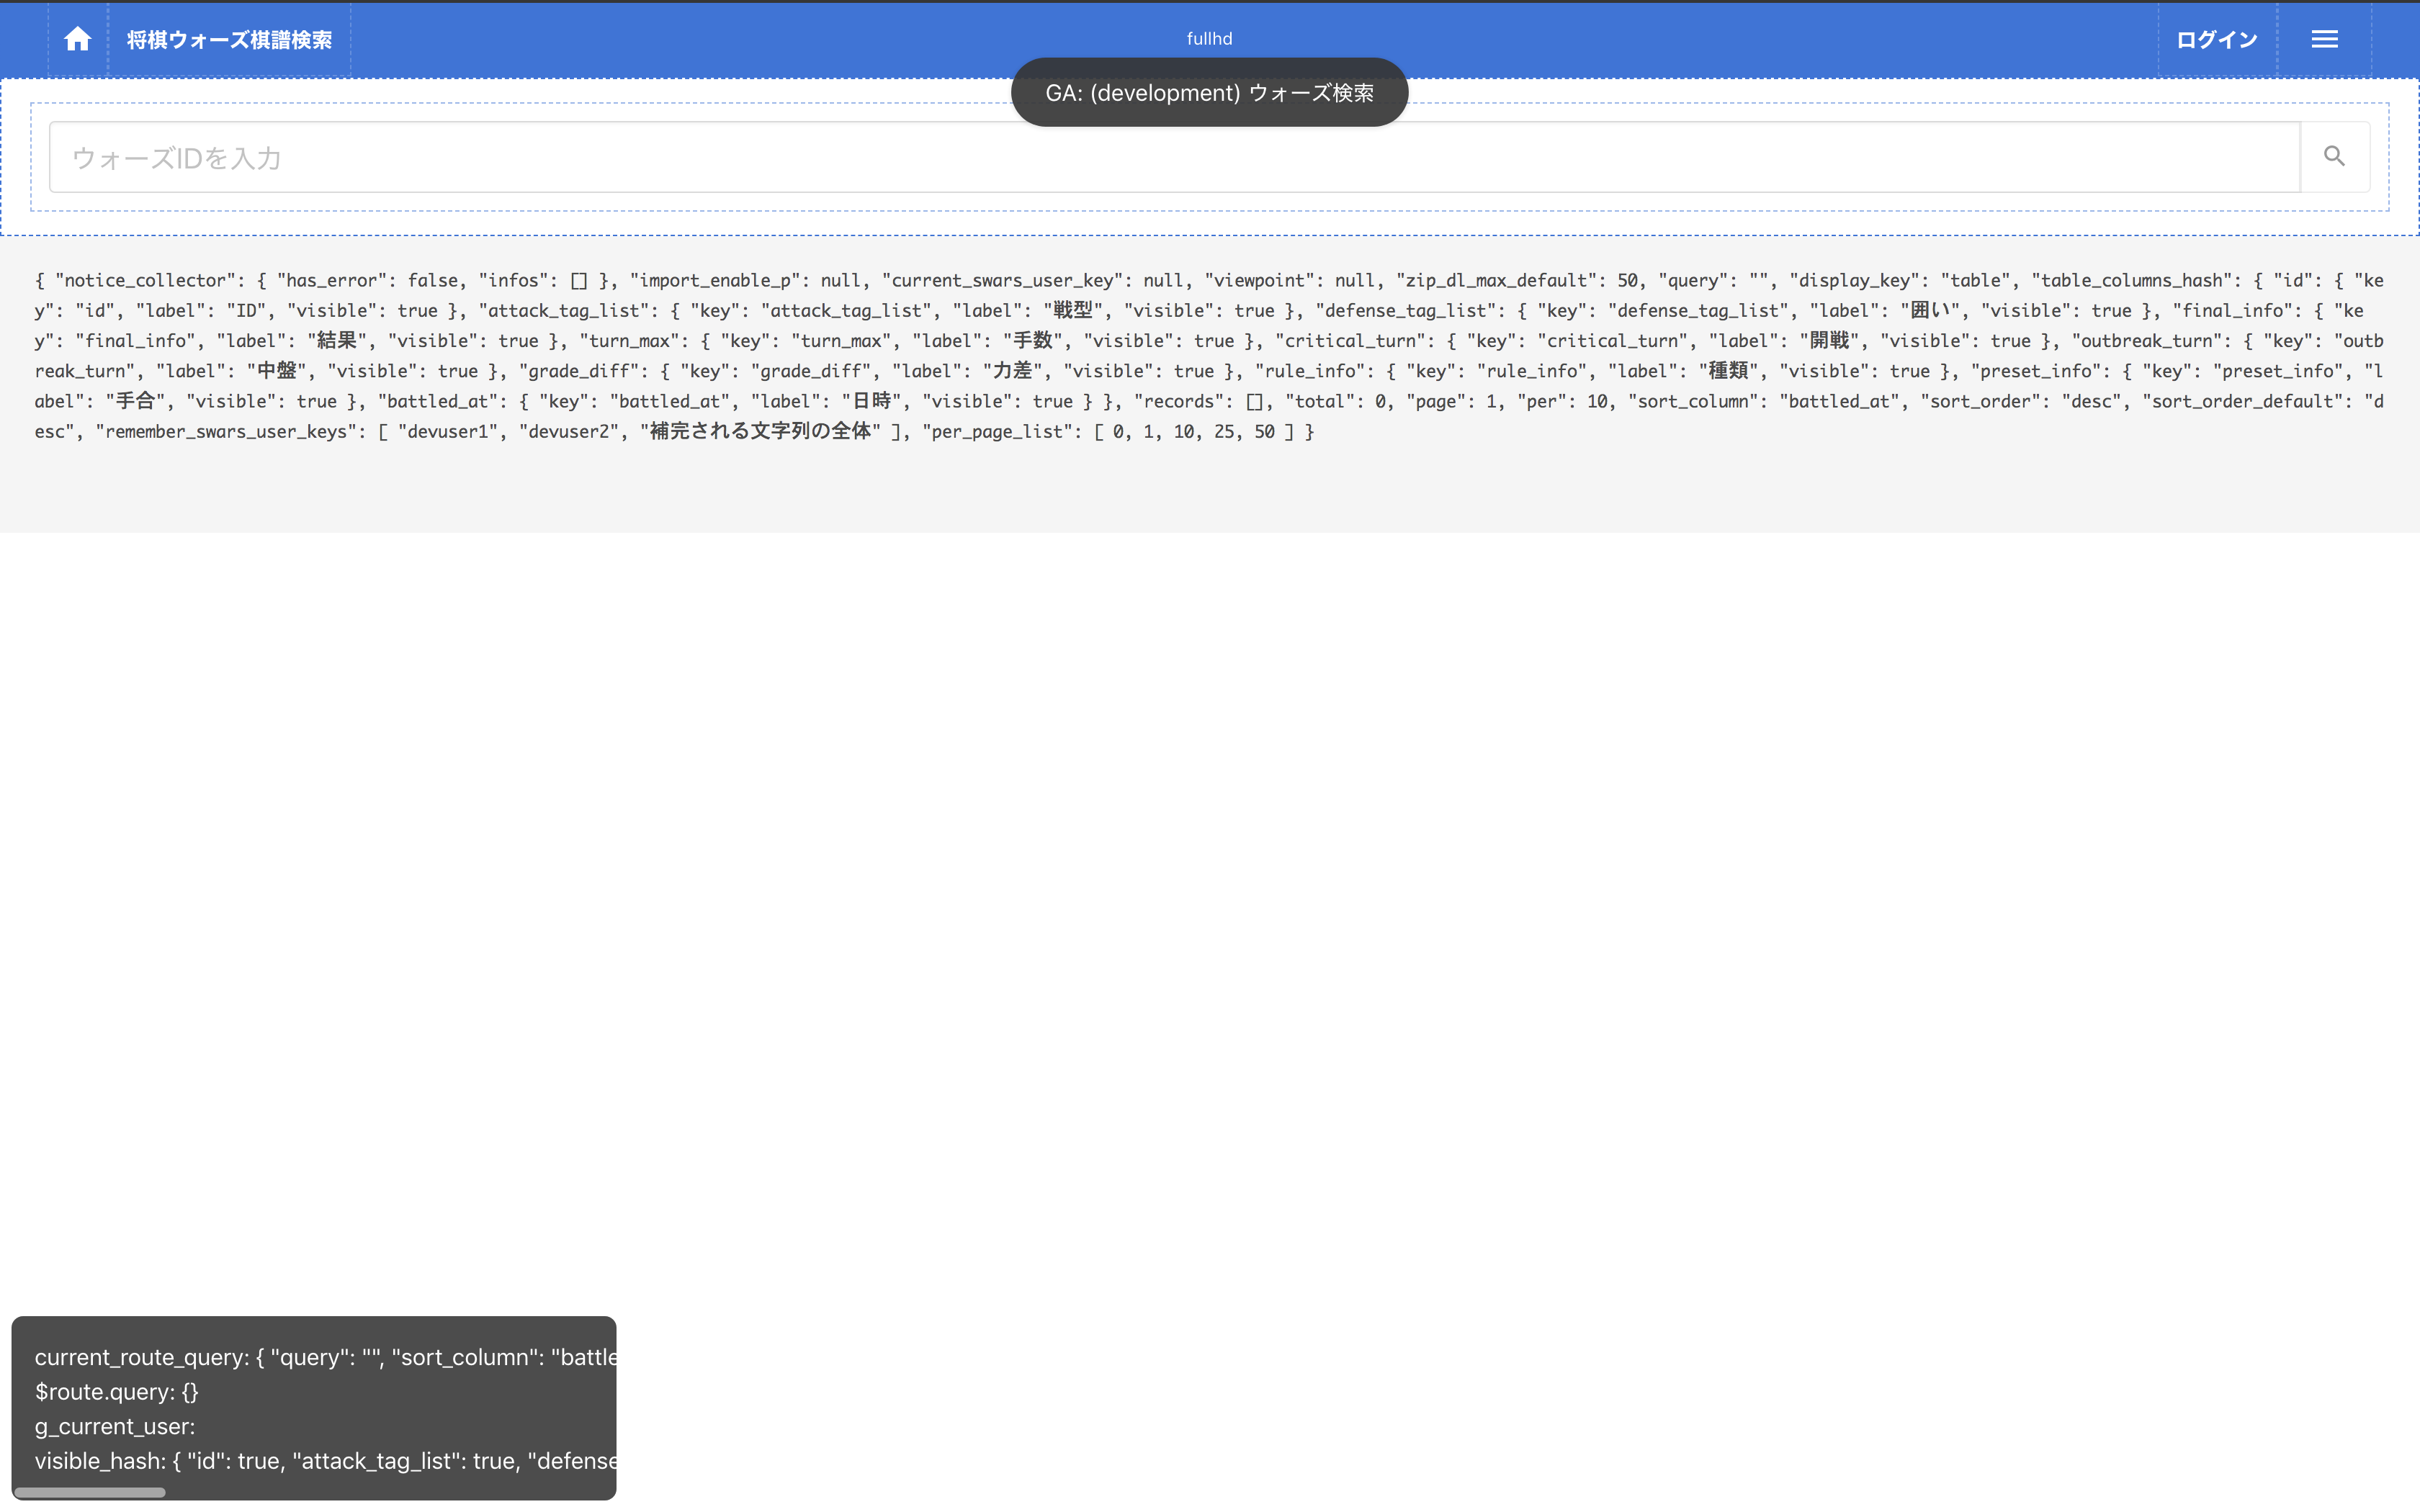 将棋ウォーズ棋譜検索
fullhd
ログイン
GA: (development) ウォーズ検索
ウォーズIDを入力
{ "notice_collector": { "has_error": false, "infos": [] }, "import_enable_p": null, "current_swars_user_key": null, "viewpoint": null, "zip_dl_max_default": 50, "query": "", "display_key": "table", "table_columns_hash": { "id": { "ke
y": "id", "label": "ID", "visible": true }, "attack_tag_list": { "key": "attack_tag_list", "label": "戦型", "visible": true }, "defense_tag_list": { "key": "defense_tag_list", "label": "囲い", "visible": true }, "final_info": { "ke
y": "final_info", "label": "結果", "visible": true }, "turn_max": { "key": "turn_max", "label": "手数", "visible": true }, "critical_turn": { "key": "critical_turn", "label": "開戦", "visible": true }, "outbreak_turn": { "key": "outb
reak_turn", "label": "中盤", "visible": true }, "grade_diff": { "key": "grade_diff", "label": "力差", "visible": true }, "rule_info": { "key": "rule_info", "label": "種類", "visible": true }, "preset_info": { "key": "preset_info", "l
abel": "手合", "visible": true }, "battled_at": { "key": "battled_at", "label": "日時", "visible": true } }, "records": [], "total": 0, "page": 1, "per": 10, "sort_column": "battled_at", "sort_order": "desc", "sort_order_default": "d
esc", "remember_swars_user_keys": [ "devuser1", "devuser2", "補完される文字列の全体" ], "per_page_list": [ 0, 1, 10, 25, 50 ] }
current_route_query: { "query": "", "sort_column": "battle
$route.query: {}
g_current_user:
visible_hash: { "id": true, "attack_tag_list": true, "defense